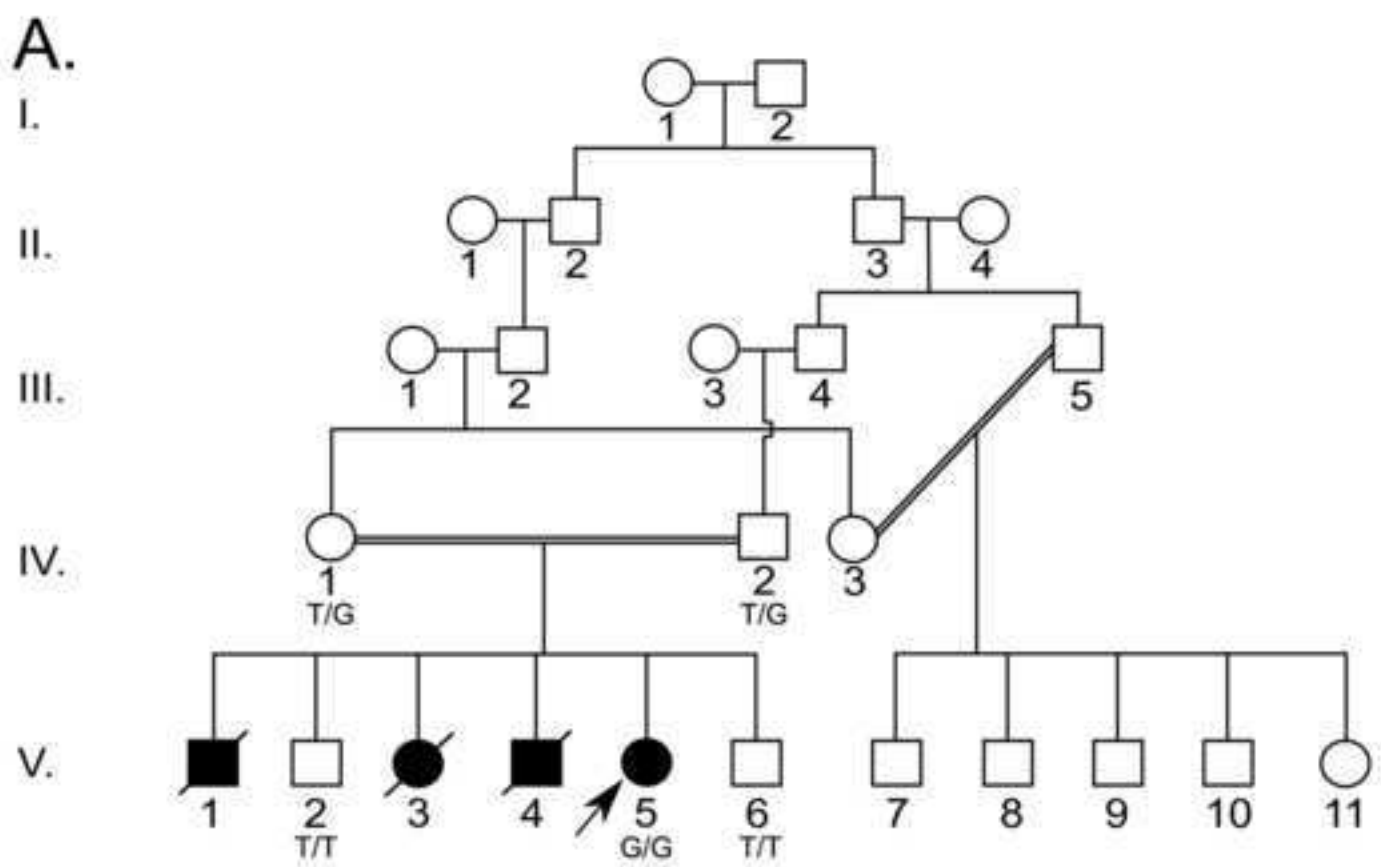 A.
I.
1 2
II.
1 2 3 4
III.
1 2 3 4 5
IV.
1 2 3
T/G T/G
V.
1 2 3 4 5 6 7 8 9 10 11
T/T G/G T/T